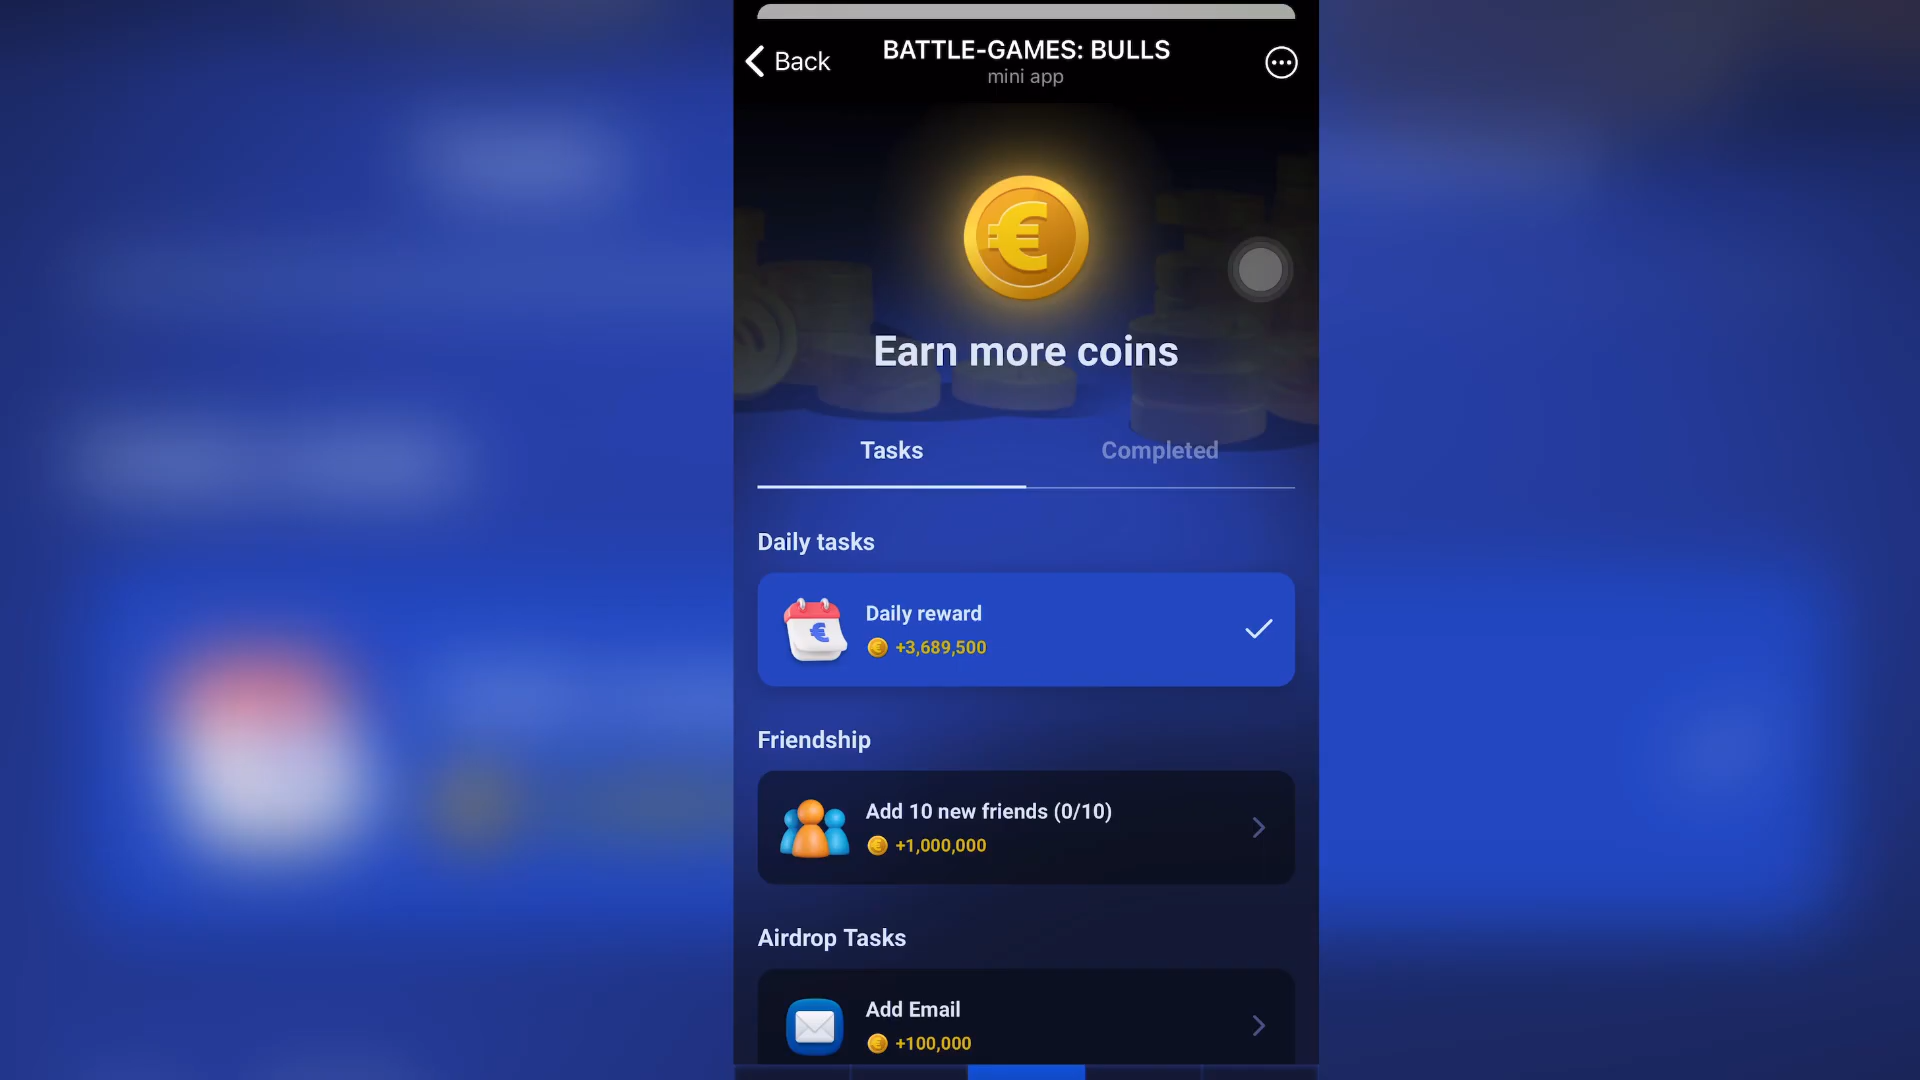 Back
BATTLE-GAMES: BULLS
mini app
€
Earn more coins
Tasks
Completed
Daily tasks
Daily reward
+3,689,500
Friendship
Add 10 new friends (0/10)
+1,000,000
Airdrop Tasks
Add Email
+100,000